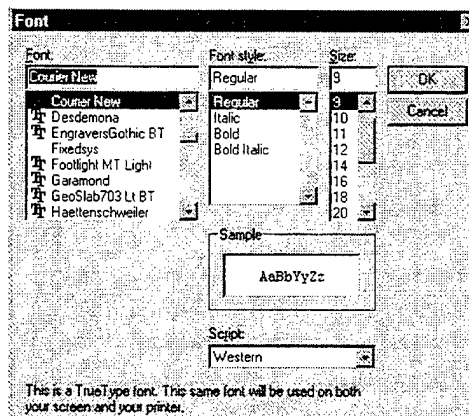 Font
Font:
Font style:
Size:
Courier New
Regular
9
OK
Cancel
Courier New
Desdemona
EngraversGothic BT
Fixedsys
Footlight MT Light
Garamond
GeoSlab703 Lt BT
Haettenschweiler
Regular
Italic
Bold
Bold Italic
9
10
11
12
14
16
18
20
Sample
AaBbYyZz
Script:
Western
This is a TrueType font. This same font will be used on both
your screen and your printer.